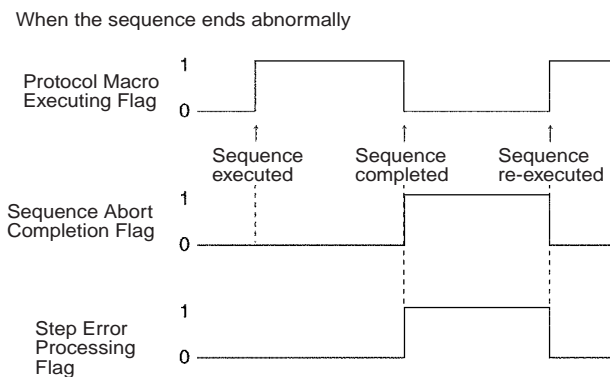 When the sequence ends abnormally
1
Protocol Macro
Executing Flag
0
Sequence
executed
Sequence
completed
Sequence
re-executed
1
Sequence Abort
Completion Flag
0
1
Step Error
Processing
Flag
0